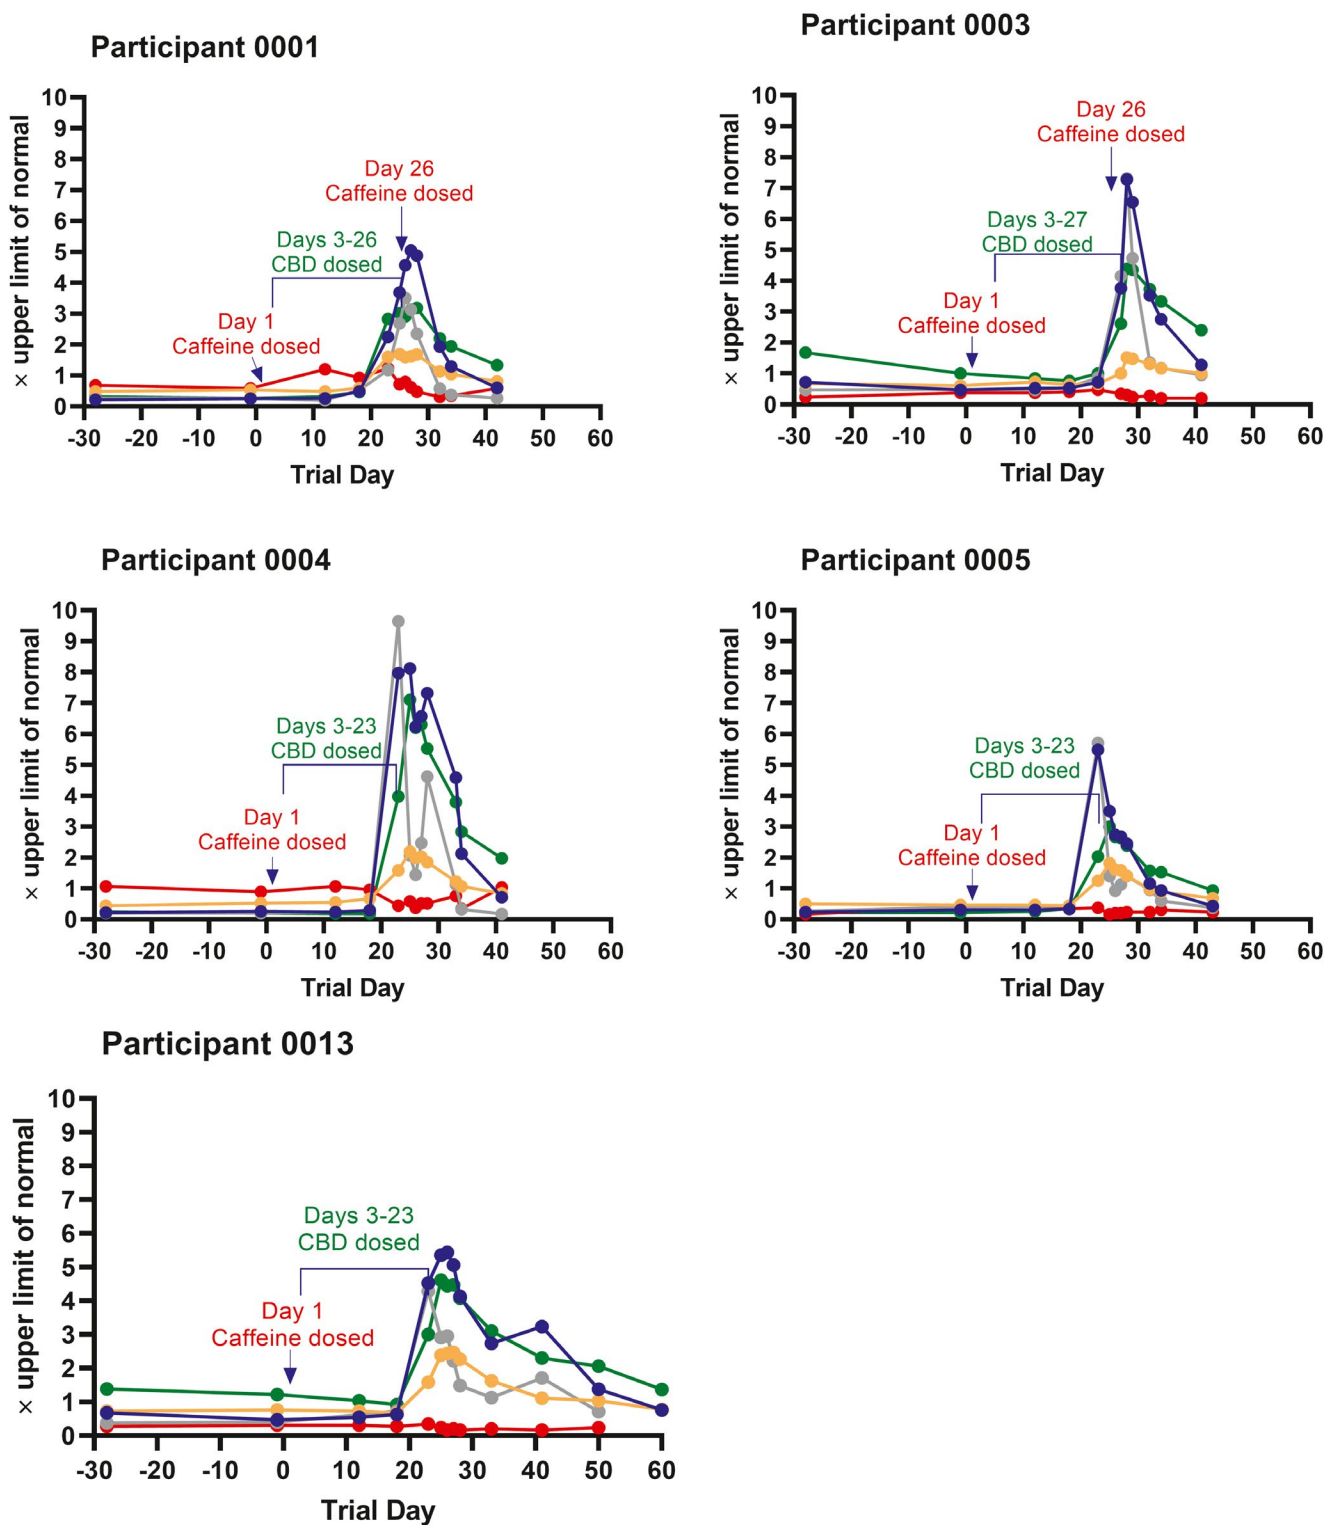 Participant 0001
10
9
8
7
6
5
4
3
2
1
0
× upper limit of normal
Day 26
Caffeine dosed
Days 3-26
CBD dosed
Day 1
Caffeine dosed
-30 -20 -10 0 10 20 30 40 50 60
Trial Day
Participant 0003
10
9
8
7
6
5
4
3
2
1
0
× upper limit of normal
Day 26
Caffeine dosed
Days 3-27
CBD dosed
Day 1
Caffeine dosed
-30 -20 -10 0 10 20 30 40 50 60
Trial Day
Participant 0004
10
9
8
7
6
5
4
3
2
1
0
× upper limit of normal
Days 3-23
CBD dosed
Day 1
Caffeine dosed
-30 -20 -10 0 10 20 30 40 50 60
Trial Day
Participant 0005
10
9
8
7
6
5
4
3
2
1
0
× upper limit of normal
Days 3-23
CBD dosed
Day 1
Caffeine dosed
-30 -20 -10 0 10 20 30 40 50 60
Trial Day
Participant 0013
10
9
8
7
6
5
4
3
2
1
0
× upper limit of normal
Days 3-23
CBD dosed
Day 1
Caffeine dosed
-30 -20 -10 0 10 20 30 40 50 60
Trial Day